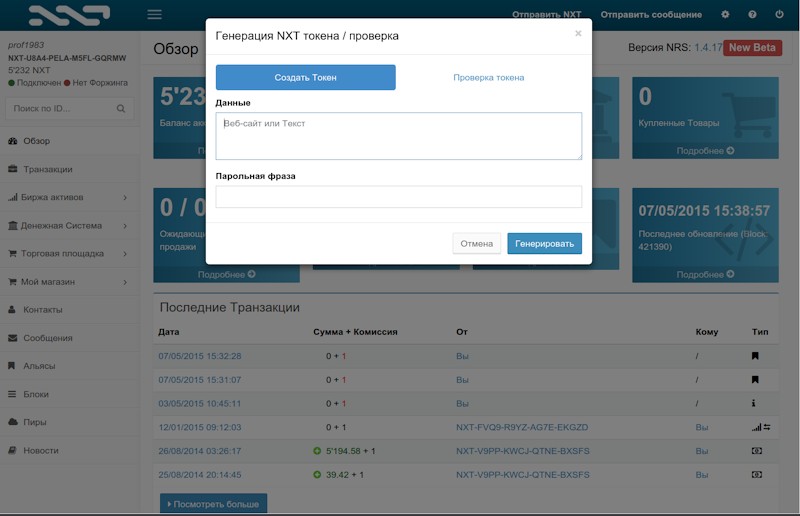 Отправить NXT
Отправить сообщение
prof1983
NXT-U8A4-PELA-M5FL-GQRMW
5'232 NXT
Подключен Нет Форжинга
Поиск по ID...
Обзор
Транзакции
Биржа активов
Денежная Система
Торговая площадка
Мой магазин
Контакты
Сообщения
Альясы
Блоки
Пиры
Новости
Обзор
Версия NRS: 1.4.17 New Beta
Генерация NXT токена / проверка
×
Создать Токен
Проверка токена
Данные
Веб-сайт или Текст
Парольная фраза
Отмена
Генерировать
5'23
Баланс
0
Купленные Товары
Подробнее
0 / 0
Ожидающи
продажи
Подробнее
07/05/2015 15:38:57
Последнее обновление (Block:
421390)
Подробнее
Последние Транзакции
Дата Сумма + Комиссия От Кому Тип
07/05/2015 15:32:28 0 + 1 Вы /
07/05/2015 15:31:07 0 + 1 Вы /
03/05/2015 10:45:11 0 + 1 Вы /
12/01/2015 09:12:03 0 + 1 NXT-FVQ9-R9YZ-AG7E-EKGZD Вы
26/08/2014 03:26:17 5'194.58 + 1 NXT-V9PP-KWCJ-QTNE-BXSFS Вы
25/08/2014 20:14:45 39.42 + 1 NXT-V9PP-KWCJ-QTNE-BXSFS Вы
Посмотреть больше